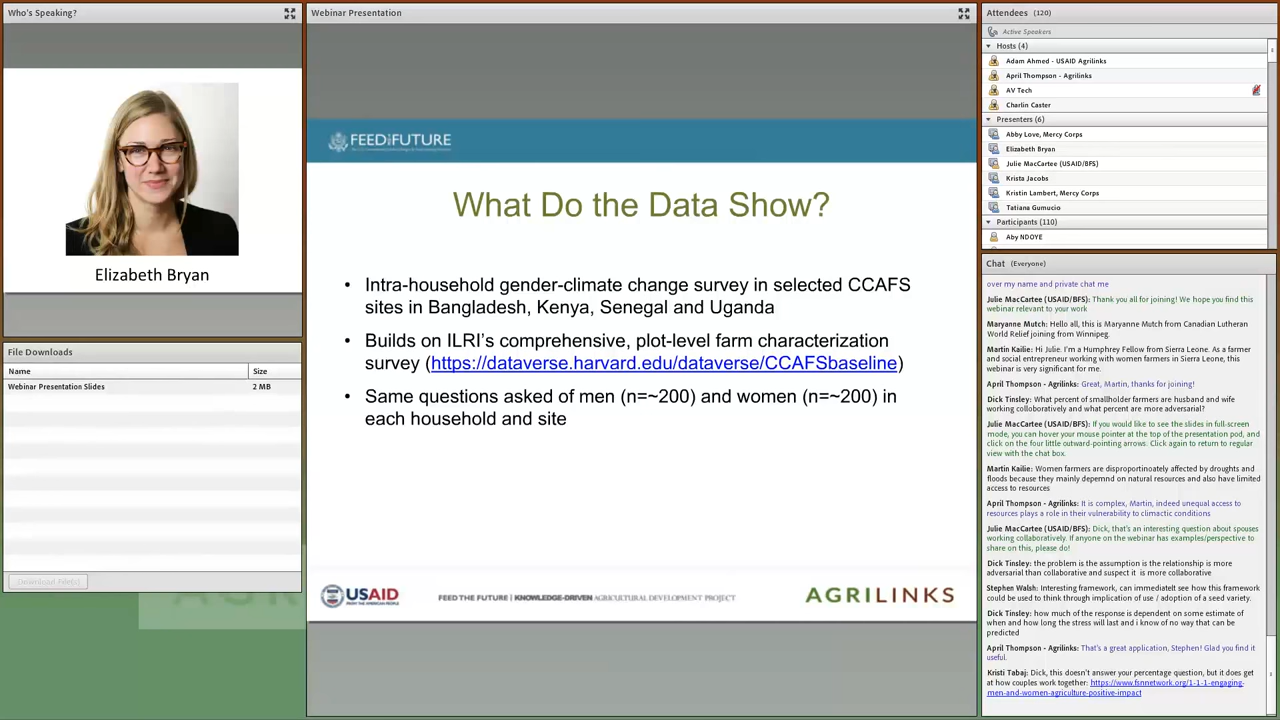 Who's Speaking?
Elizabeth Bryan
File Downloads
Name Size
Webinar Presentation Slides 2 MB
Download File(s)
Webinar Presentation
FEED THE FUTURE
What Do the Data Show?
• Intra-household gender-climate change survey in selected CCAFS
sites in Bangladesh, Kenya, Senegal and Uganda
• Builds on ILRI's comprehensive, plot-level farm characterization
survey (https://dataverse.harvard.edu/dataverse/CCAFSbaseline)
• Same questions asked of men (n=~200) and women (n=~200) in
each household and site
USAID
FROM THE AMERICAN PEOPLE
FEED THE FUTURE | KNOWLEDGE-DRIVEN AGRICULTURAL DEVELOPMENT PROJECT
AGRILINKS
Attendees (120)
Active Speakers
Hosts (4)
Adam Ahmed - USAID Agrilinks
April Thompson - Agrilinks
AV Tech
Charlin Caster
Presenters (6)
Abby Love, Mercy Corps
Elizabeth Bryan
Julie MacCartee (USAID/BFS)
Krista Jacobs
Kristin Lambert, Mercy Corps
Tatiana Gumucio
Participants (110)
Aby NDOYE
Chat (Everyone)
over my name and private chat me
Julie MacCartee (USAID/BFS): Thank you all for joining! We hope you find this
webinar relevant to your work
Maryanne Mutch: Hello all, this is Maryanne Mutch from Canadian Lutheran
World Relief joining from Winnipeg.
Martin Kailie: Hi Julie. I'm a Humphrey Fellow from Sierra Leone. As a farmer
and social entrepreneur working with women farmers in Sierra Leone, this
webinar is very significant for me.
April Thompson - Agrilinks: Great, Martin, thanks for joining!
Dick Tinsley: What percent of smallholder farmers are husband and wife
working collaboratively and what percent are more adversarial?
Julie MacCartee (USAID/BFS): If you would like to see the slides in full-screen
mode, you can hover your mouse pointer at the top of the presentation pod, and
click on the four little outward-pointing arrows. Click again to return to regular
view with the chat box.
Martin Kailie: Women farmers are disproportinoately affected by droughts and
floods because they mainly depemnd on natural resources and also have limited
access to resources
April Thompson - Agrilinks: It is complex, Martin, indeed unequal access to
resources plays a role in their vulnerability to climactic conditions
Julie MacCartee (USAID/BFS): Dick, that's an interesting question about spouses
working collaboratively. If anyone on the webinar has examples/perspective to
share on this, please do!
Dick Tinsley: the problem is the assumption is the relationship is more
adversarial than collaborative and suspect it is more collaborative
Stephen Walsh: Interesting framework, can immediatelt see how this framework
could be used to think through implication of use / adoption of a seed variety.
Dick Tinsley: how much of the response is dependent on some estimate of
when and how long the stress will last and i know of no way that can be
predicted
April Thompson - Agrilinks: That's a great application, Stephen! Glad you find it
useful.
Kristi Tabaj: Dick, this doesn't answer your percentage question, but it does get
at how couples work together: https://www.fsnnetwork.org/1-1-1-engaging-
men-and-women-agriculture-positive-impact